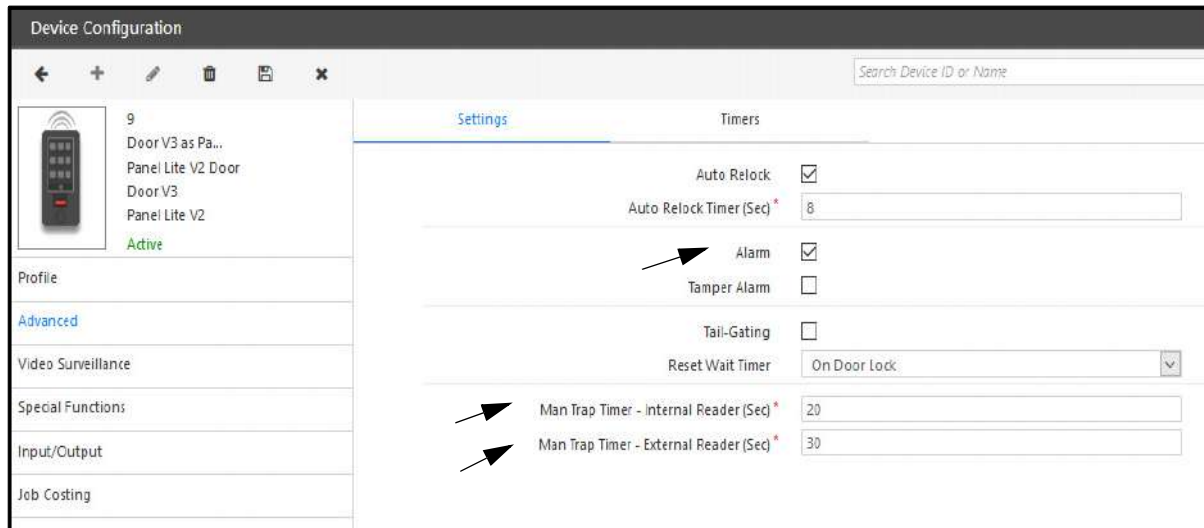 Device Configuration
Search Device ID or Name
9
Door V3 as Pa...
Panel Lite V2 Door
Door V3
Panel Lite V2
Active
Profile
Advanced
Video Surveillance
Special Functions
Input/Output
Job Costing
Settings Timers
Auto Relock
Auto Relock Timer (Sec)* 8
Alarm
Tamper Alarm
Tail-Gating
Reset Wait Timer On Door Lock
Man Trap Timer - Internal Reader (Sec)* 20
Man Trap Timer - External Reader (Sec)* 30